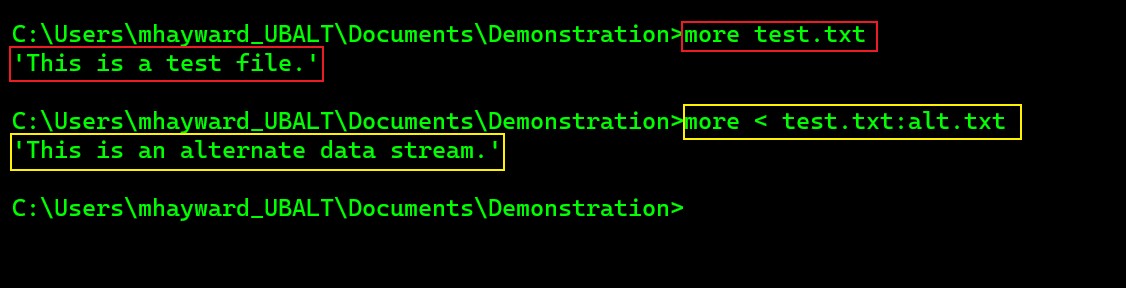 C:\Users\mhayward_UBALT\Documents\Demonstration>more test.txt
'This is a test file.'
C:\Users\mhayward_UBALT\Documents\Demonstration>more < test.txt:alt.txt
'This is an alternate data stream.'
C:\Users\mhayward_UBALT\Documents\Demonstration>